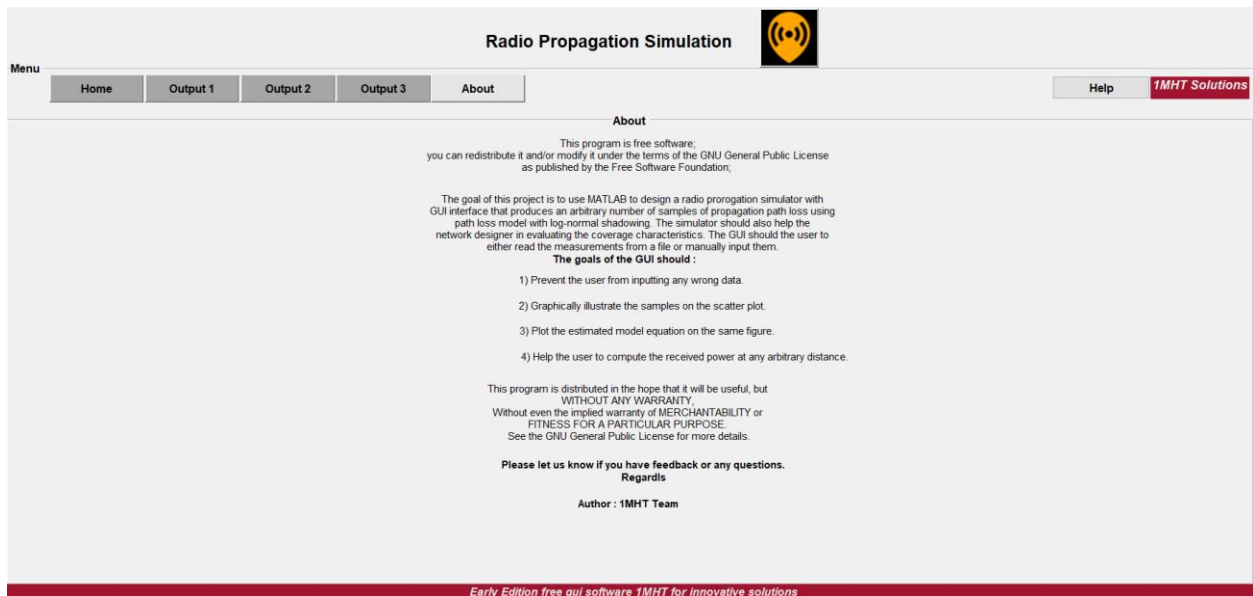 Radio Propagation Simulation
Menu
Home Output 1 Output 2 Output 3 About Help 1MHT Solutions
About
This program is free software;
you can redistribute it and/or modify it under the terms of the GNU General Public License
as published by the Free Software Foundation;
The goal of this project is to use MATLAB to design a radio prorogation simulator with
GUI interface that produces an arbitrary number of samples of propagation path loss using
path loss model with log-normal shadowing. The simulator should also help the
network designer in evaluating the coverage characteristics. The GUI should the user to
either read the measurements from a file or manually input them.
The goals of the GUI should :
1) Prevent the user from inputting any wrong data.
2) Graphically illustrate the samples on the scatter plot.
3) Plot the estimated model equation on the same figure.
4) Help the user to compute the received power at any arbitrary distance.
This program is distributed in the hope that it will be useful, but
WITHOUT ANY WARRANTY,
Without even the implied warranty of MERCHANTABILITY or
FITNESS FOR A PARTICULAR PURPOSE.
See the GNU General Public License for more details.
Please let us know if you have feedback or any questions.
Regardls
Author : 1MHT Team
Early Edition free gui software 1MHT for innovative solutions